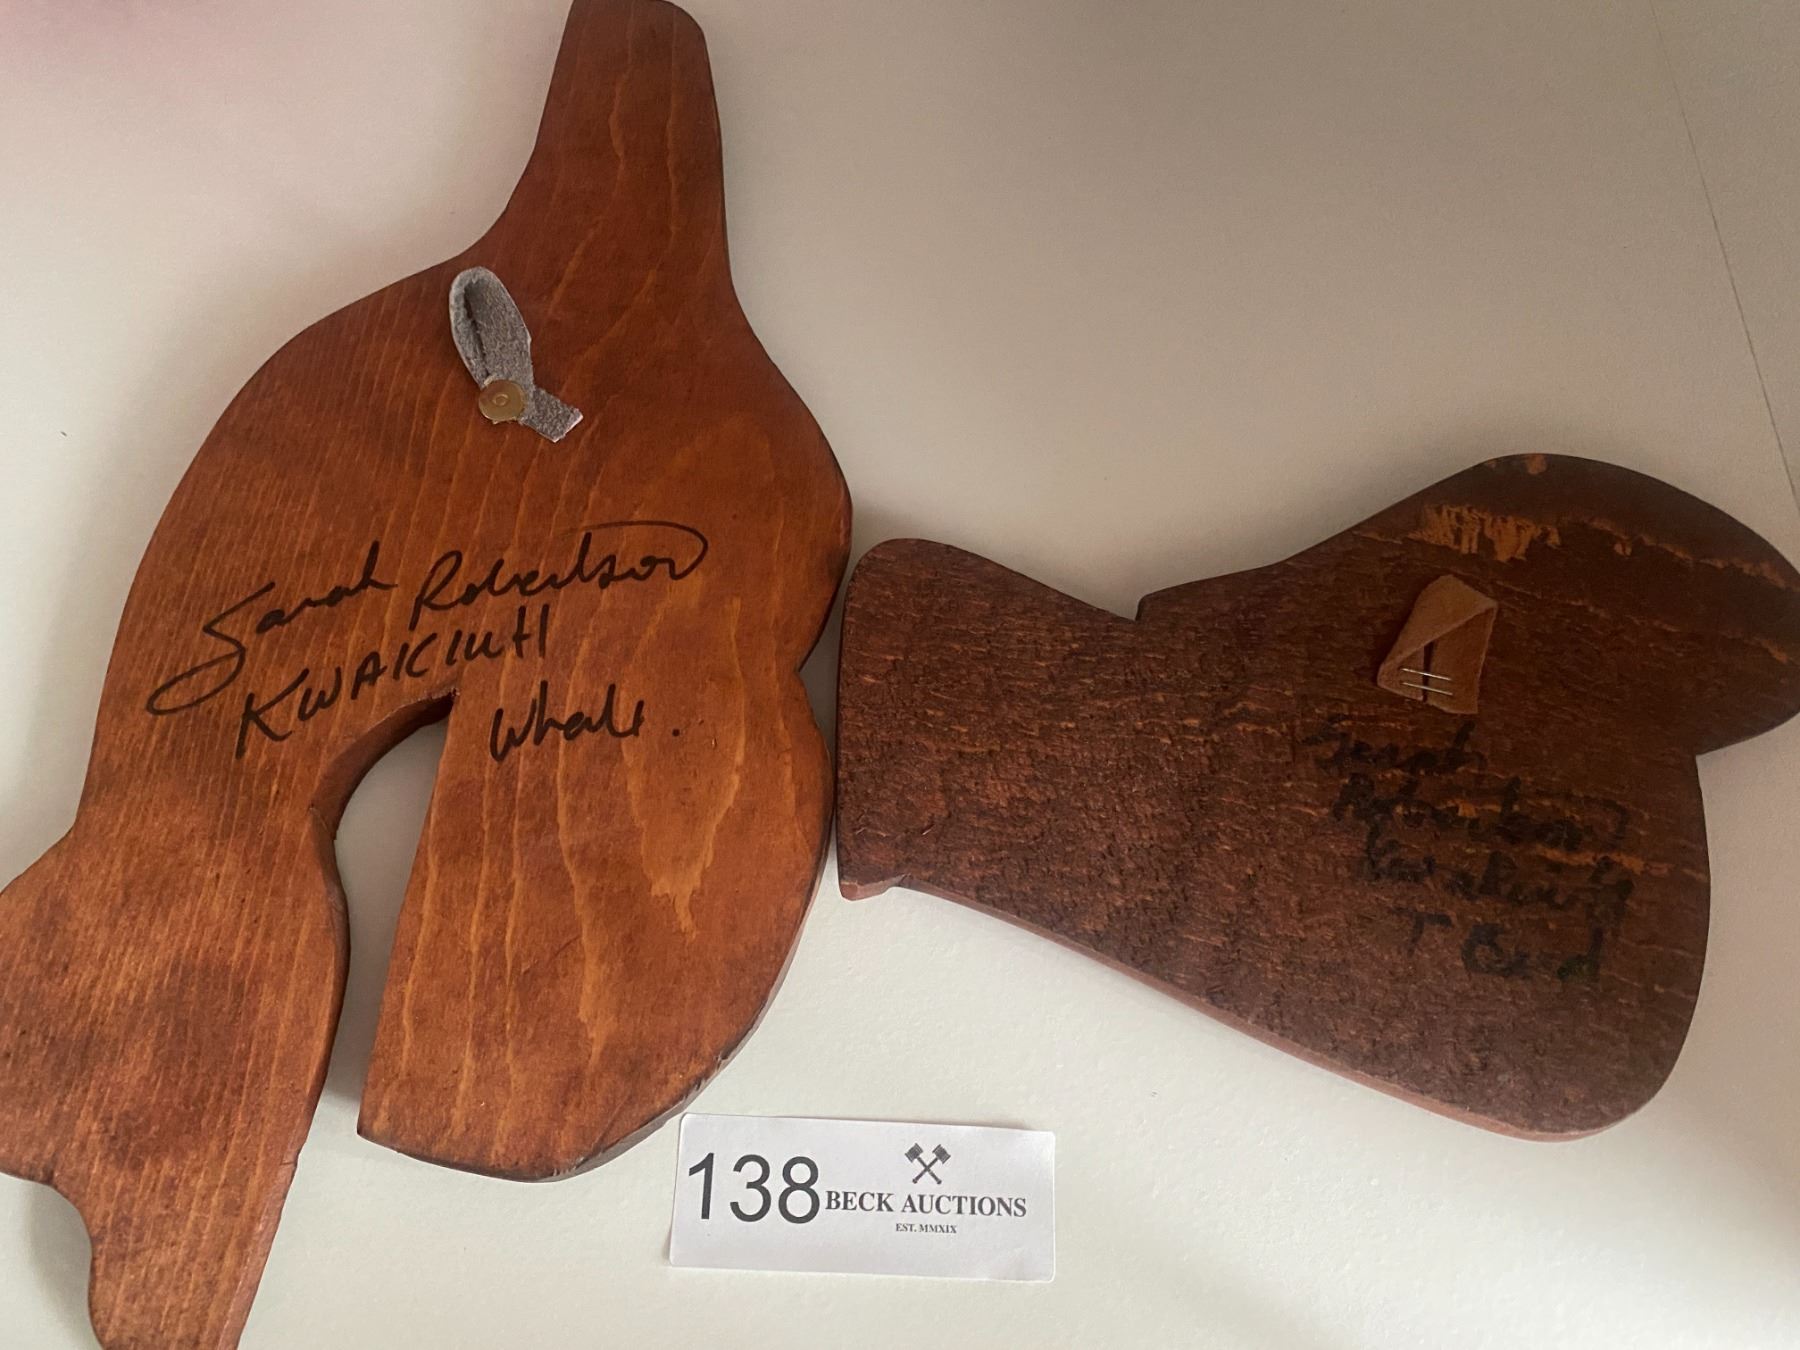 Sarah Robertson
KWAKIUTL
Whale.
Sarah
Robertson
Kwakiutl
T Bird
138
BECK AUCTIONS
EST. MMXIX